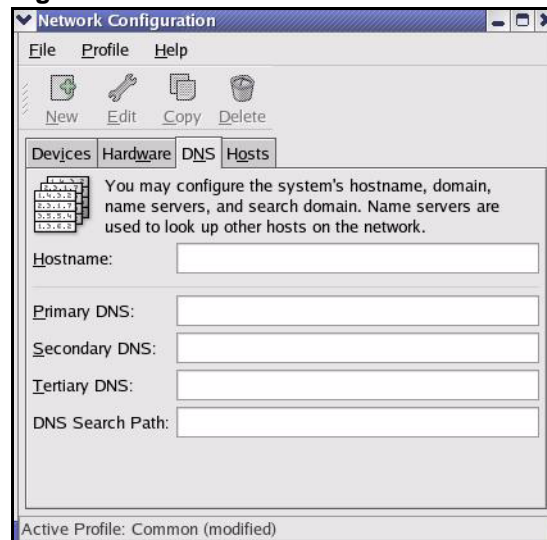 Network Configuration
File Profile Help
New Edit Copy Delete
Devices Hardware DNS Hosts
You may configure the system's hostname, domain,
name servers, and search domain. Name servers are
used to look up other hosts on the network.
Hostname:
Primary DNS:
Secondary DNS:
Tertiary DNS:
DNS Search Path:
Active Profile: Common (modified)